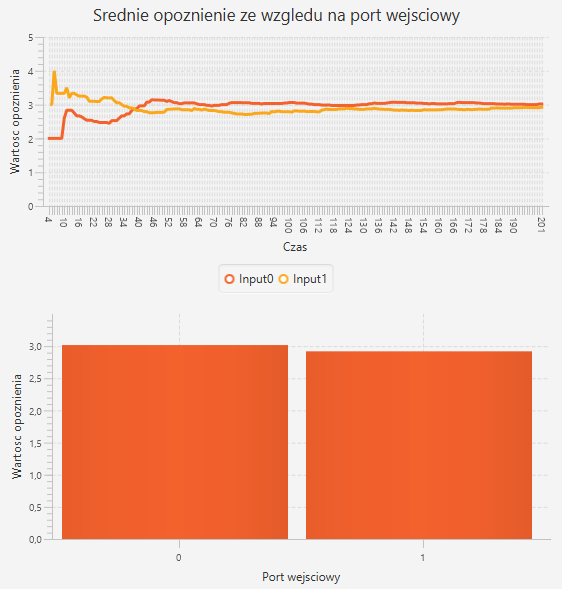 Srednie opoznienie ze wzgledu na port wejsciowy
Wartosc opoznienia
5
4
3
2
1
0
4 10 16 22 28 34 40 46 52 58 64 70 76 82 88 94 100 106 112 118 124 130 136 142 148 154 160 166 172 178 184 190 201
Czas
Input0 Input1
Wartosc opoznienia
3,0
2,5
2,0
1,5
1,0
0,5
0,0
0 1
Port wejsciowy